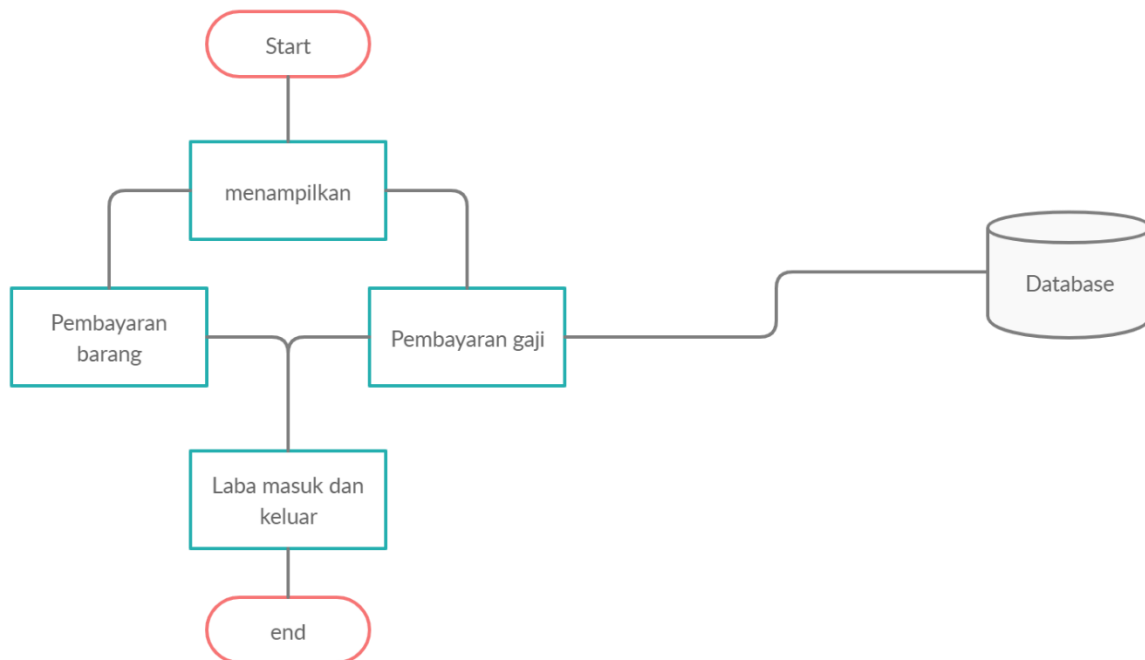 Start
menampilkan
Pembayaran
barang
Pembayaran gaji
Database
Laba masuk dan
keluar
end